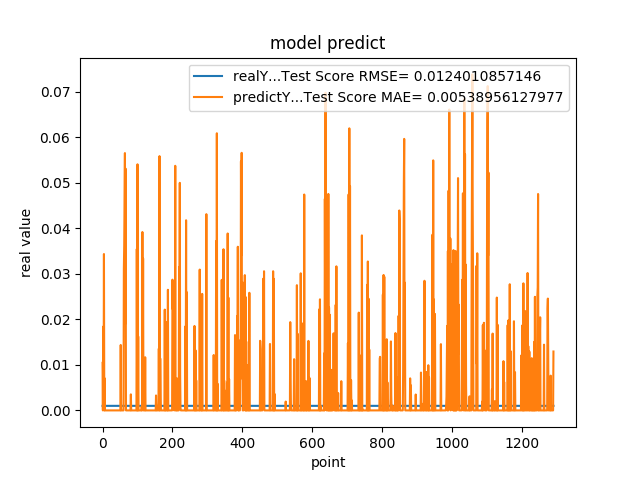 model predict
realY...Test Score RMSE= 0.0124010857146
predictY...Test Score MAE= 0.00538956127977
real value
0.07
0.06
0.05
0.04
0.03
0.02
0.01
0.00
0 200 400 600 800 1000 1200
point